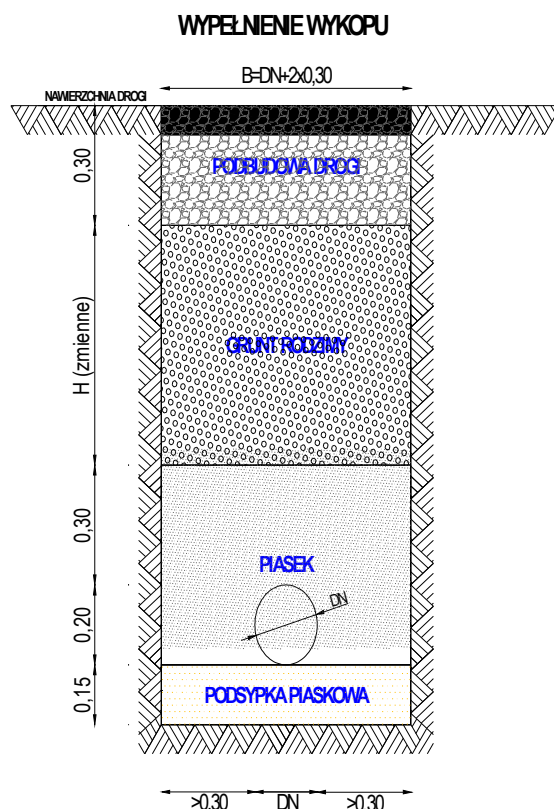 WYPEŁNIENIE WYKOPU
B=DN+2x0,30
NAWIERZCHNIA DROGI
0,30
PODBUDOWA DROGI
H (zmienne)
GRUNT RODZIMY
0,30
PIASEK
DN
0,20
PODSYPKA PIASKOWA
0,15
>0,30 DN >0,30